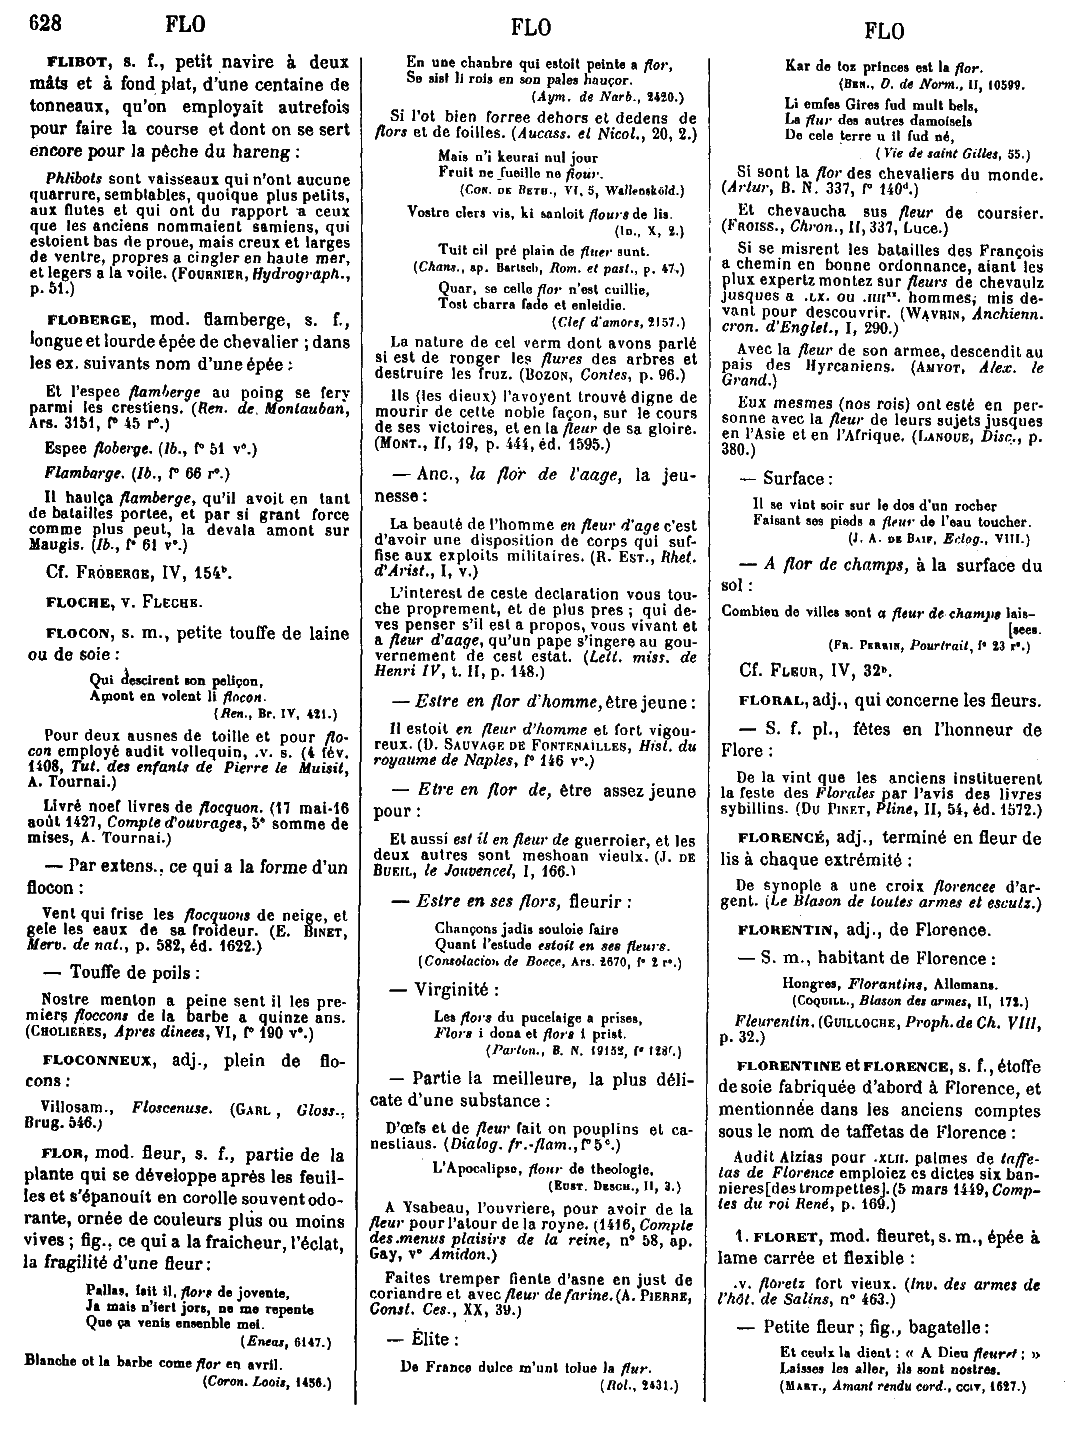 628 FLO FLO FLO
FLIBOT, s. f., petit navire à deux
mâts et à fond plat, d'une centaine de
tonneaux, qu'on employait autrefois
pour faire la course et dont on se sert
encore pour la pêche du hareng :
Phlibots sont vaisseaux qui n'ont aucune
quarrure, semblables, quoique plus petits,
aux flutes et qui ont du rapport a ceux
que les anciens nommaient samiens, qui
estoient bas de proue, mais creux et larges
de ventre, propres a cingler en haute mer,
et legers a la voile. (FOURNIER, Hydrograph.,
p. 51.)
FLOBERGE, mod. flamberge, s. f.,
longue et lourde épée de chevalier ; dans
les ex. suivants nom d'une épée :
Et l'espee flamberge au poing se fery
parmi les crestiens. (Ren. de Montauban,
Ars. 3151, f° 45 r°.)
Espee floberge. (Ib., f° 51 v°.)
Flambarge. (Ib., f° 66 r°.)
Il haulça flamberge, qu'il avoit en tant
de batailles portee, et par si grant force
comme plus peut, la devala amont sur
Maugis. (Ib., f° 61 v°.)
Cf. FROBERGE, IV, 154b.
FLOCHE, v. FLECHE.
FLOCON, s. m., petite touffe de laine
ou de soie :
Qui descirent son peliçon,
Amont en volent li flocon.
(Ren., Br. IV, 421.)
Pour deux ausnes de toille et pour flo-
con employé audit vollequin, .v. s. (4 fév.
1408, Tut. des enfants de Pierre le Muisit,
A. Tournai.)
Livré noef livres de flocquon. (17 mai-16
août 1427, Compte d'ouvrages, 5e somme de
mises, A. Tournai.)
— Par extens., ce qui a la forme d'un
flocon :
Vent qui frise les flocquons de neige, et
gele les eaux de sa froideur. (E. BINET,
Merv. de nat., p. 582, éd. 1622.)
— Touffe de poils :
Nostre menton a peine sent il les pre-
miers floccons de la barbe a quinze ans.
(CHOLIERES, Apres dinees, VI, f° 190 v°.)
FLOCONNEUX, adj., plein de flo-
cons :
Villosam., Floscenuse. (GARL, Gloss.,
Brug. 546.)
FLOR, mod. fleur, s. f., partie de la
plante qui se développe après les feuil-
les et s'épanouit en corolle souvent odo-
rante, ornée de couleurs plus ou moins
vives ; fig., ce qui a la fraicheur, l'éclat,
la fragilité d'une fleur :
Pallas, fait il, flors de jovente,
Ja mais n'iert jors, ne me repente
Que ça venis ensenble mei.
(Eneas, 6147.)
Blanche ot la barbe come flor en avril.
(Coron. Loois, 1456.)
En une chanbre qui estoit peinte a flor,
Se sist li rois en son pales hauçor.
(Aym. de Narb., 2420.)
Si l'ot bien forree dehors et dedens de
flors et de foilles. (Aucass. et Nicol., 20, 2.)
Mais n'i keurai nul jour
Fruit ne fueille ne flour.
(CON. DE BETH., VI, 5, Wallensköld.)
Vostre clers vis, ki sanloit flours de lis.
(ID., X, 2.)
Tuit cil pré plain de fluer sunt.
(Chans., ap. Bartsch, Rom. et past., p. 47.)
Quar, se celle flor n'est cuillie,
Tost charra fade et enleidie.
(Clef d'amors, 2157.)
La nature de cel verm dont avons parlé
si est de ronger les flures des arbres et
destruire les fruz. (BOZON, Contes, p. 96.)
Ils (les dieux) l'avoyent trouvé digne de
mourir de cette noble façon, sur le cours
de ses victoires, et en la fleur de sa gloire.
(MONT., II, 19, p. 444, éd. 1595.)
— Anc., la flor de l'aage, la jeu-
nesse :
La beauté de l'homme en fleur d'age c'est
d'avoir une disposition de corps qui suf-
fise aux exploits militaires. (R. EST., Rhet.
d'Arist., I, v.)
L'interest de ceste declaration vous tou-
che proprement, et de plus pres ; qui de-
ves penser s'il est a propos, vous vivant et
a fleur d'aage, qu'un pape s'ingere au gou-
vernement de cest estat. (Lett. miss. de
Henri IV, t. II, p. 148.)
— Estre en flor d'homme, être jeune :
Il estoit en fleur d'homme et fort vigou-
reux. (D. SAUVAGE DE FONTENAILLES, Hist. du
royaume de Naples, f° 146 v°.)
— Etre en flor de, être assez jeune
pour :
Et aussi est il en fleur de guerroier, et les
deux autres sont meshoan vieulx. (J. DE
BUEIL, le Jouvencel, I, 166.)
— Estre en ses flors, fleurir :
Chançons jadis souloie faire
Quant l'estude estoit en ses fleurs.
(Consolacion de Boece, Ars. 2670, f° 2 r°.)
— Virginité :
Les flors du pucelaige a prises,
Flors i dona et flors i prist.
(Parton., B. N. 19152, f° 128f.)
— Partie la meilleure, la plus déli-
cate d'une substance :
D'œfs et de fleur fait on pouplins et ca-
nestiaus. (Dialog. fr.-flam., f° 5c.)
L'Apocalipse, flour de theologie.
(EUST. DESCH., II, 3.)
A Ysabeau, l'ouvriere, pour avoir de la
fleur pour l'atour de la royne. (1416, Compte
des menus plaisirs de la reine, n° 58, ap.
Gay, v° Amidon.)
Faites tremper fiente d'asne en just de
coriandre et avec fleur de farine. (A. PIERRE,
Const. Ces., XX, 39.)
— Élite :
De France dulce m'unt tolue la flur.
(Rol., 2431.)
Kar de toz princes est la flor.
(BEN., D. de Norm., II, 10599.
Li emfes Gires fud mult bels,
La flur des autres damoisels
De cele terre u il fud né,
(Vie de saint Gilles, 55.)
Si sont la flor des chevaliers du monde.
(Artur, B. N. 337, f° 140d.)
Et chevaucha sus fleur de coursier.
(FROISS., Chron., II, 337, Luce.)
Si se misrent les batailles des François
a chemin en bonne ordonnance, aiant les
plux expertz montez sur fleurs de chevaulz
jusques a .LX. ou .IIIIxx. hommes, mis de-
vant pour descouvrir. (WAVRIN, Anchienn.
cron. d'Englet., I, 290.)
Avec la fleur de son armee, descendit au
pais des Hyrcaniens. (AMYOT, Alex. le
Grand.)
Eux mesmes (nos rois) ont esté en per-
sonne avec la fleur de leurs sujets jusques
en l'Asie et en l'Afrique. (LANOUE, Disc., p.
380.)
— Surface :
Il se vint soir sur le dos d'un rocher
Faisant ses pieds a fleur de l'eau toucher.
(J. A. DE BAIF, Eclog., VIII.)
— A flor de champs, à la surface du
sol :
Combien de villes sont a fleur de champs lais-
[sees.
(FR. PERRIN, Pourtrait, f° 23 r°.)
Cf. FLEUR, IV, 32b.
FLORAL, adj., qui concerne les fleurs.
— S. f. pl., fêtes en l'honneur de
Flore :
De la vint que les anciens instituerent
la feste des Florales par l'avis des livres
sybillins. (DU PINET, Pline, II, 54, éd. 1572.)
FLORENCÉ, adj., terminé en fleur de
lis à chaque extrémité :
De synople a une croix florencee d'ar-
gent. (Le Blason de toutes armes et esculz.)
FLORENTIN, adj., de Florence.
— S. m., habitant de Florence :
Hongres, Florantins, Allemans.
(COQUILL., Blason des armes, II, 172.)
Fleurentin. (GUILLOCHE, Proph. de Ch. VIII,
p. 32.)
FLORENTINE et FLORENCE, s. f., étoffe
de soie fabriquée d'abord à Florence, et
mentionnée dans les anciens comptes
sous le nom de taffetas de Florence :
Audit Alzias pour .XLII. palmes de taffe-
tas de Florence emploiez es dictes six ban-
nieres [des trompettes]. (5 mars 1449, Comp-
tes du roi René, p. 169.)
1. FLORET, mod. fleuret, s. m., épée à
lame carrée et flexible :
.v. floretz fort vieux. (Inv. des armes de
l'hôt. de Salins, n° 463.)
— Petite fleur ; fig., bagatelle :
Et ceulx la dient : « A Dieu fleuret ; »
Laisses les aller, ils sont nostres.
(MART., Amant rendu cord., CCIV, 1627.)